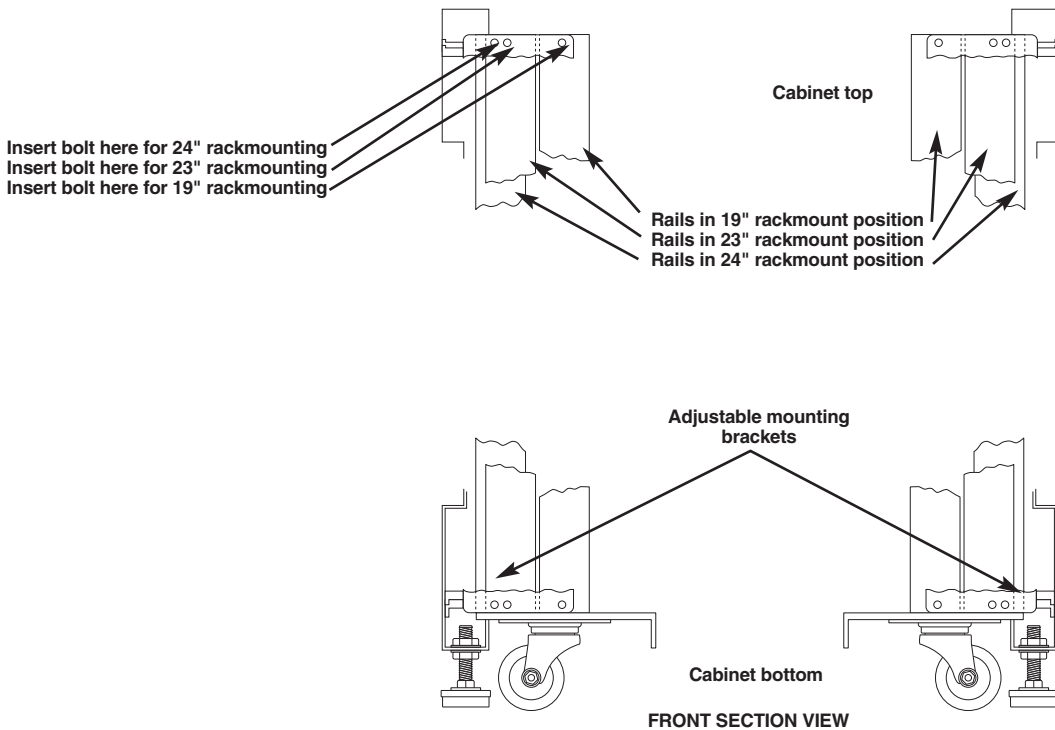 Cabinet top
Insert bolt here for 24" rackmounting
Insert bolt here for 23" rackmounting
Insert bolt here for 19" rackmounting
Rails in 19" rackmount position
Rails in 23" rackmount position
Rails in 24" rackmount position
Adjustable mounting
brackets
Cabinet bottom
FRONT SECTION VIEW